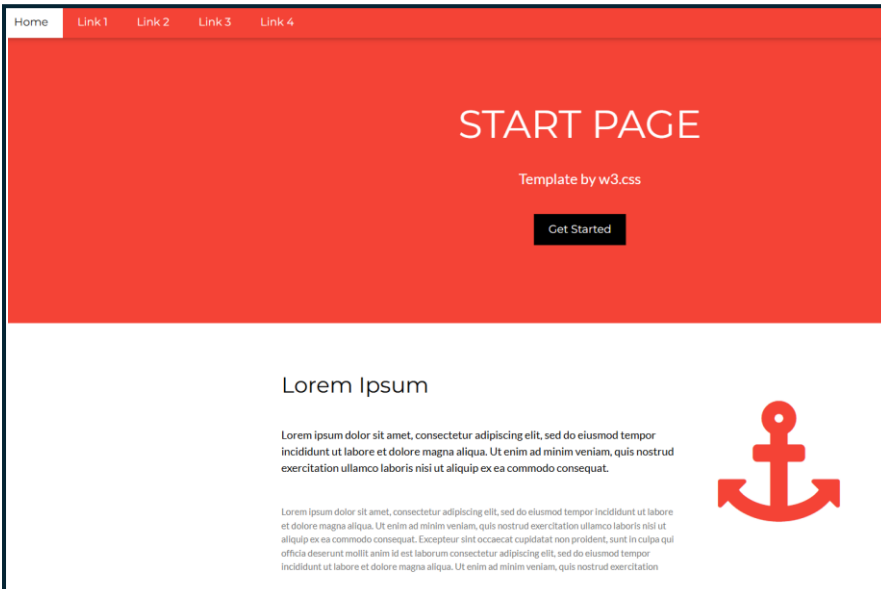 Home Link 1 Link 2 Link 3 Link 4
START PAGE
Template by w3.css
Get Started
Lorem Ipsum
Lorem ipsum dolor sit amet, consectetur adipiscing elit, sed do eiusmod tempor
incididunt ut labore et dolore magna aliqua. Ut enim ad minim veniam, quis nostrud
exercitation ullamco laboris nisi ut aliquip ex ea commodo consequat.
Lorem ipsum dolor sit amet, consectetur adipiscing elit, sed do eiusmod tempor incididunt ut labore
et dolore magna aliqua. Ut enim ad minim veniam, quis nostrud exercitation ullamco laboris nisi ut
aliquip ex ea commodo consequat. Excepteur sint occaecat cupidatat non proident, sunt in culpa qui
officia deserunt mollit anim id est laborum consectetur adipiscing elit, sed do eiusmod tempor
incididunt ut labore et dolore magna aliqua. Ut enim ad minim veniam, quis nostrud exercitation